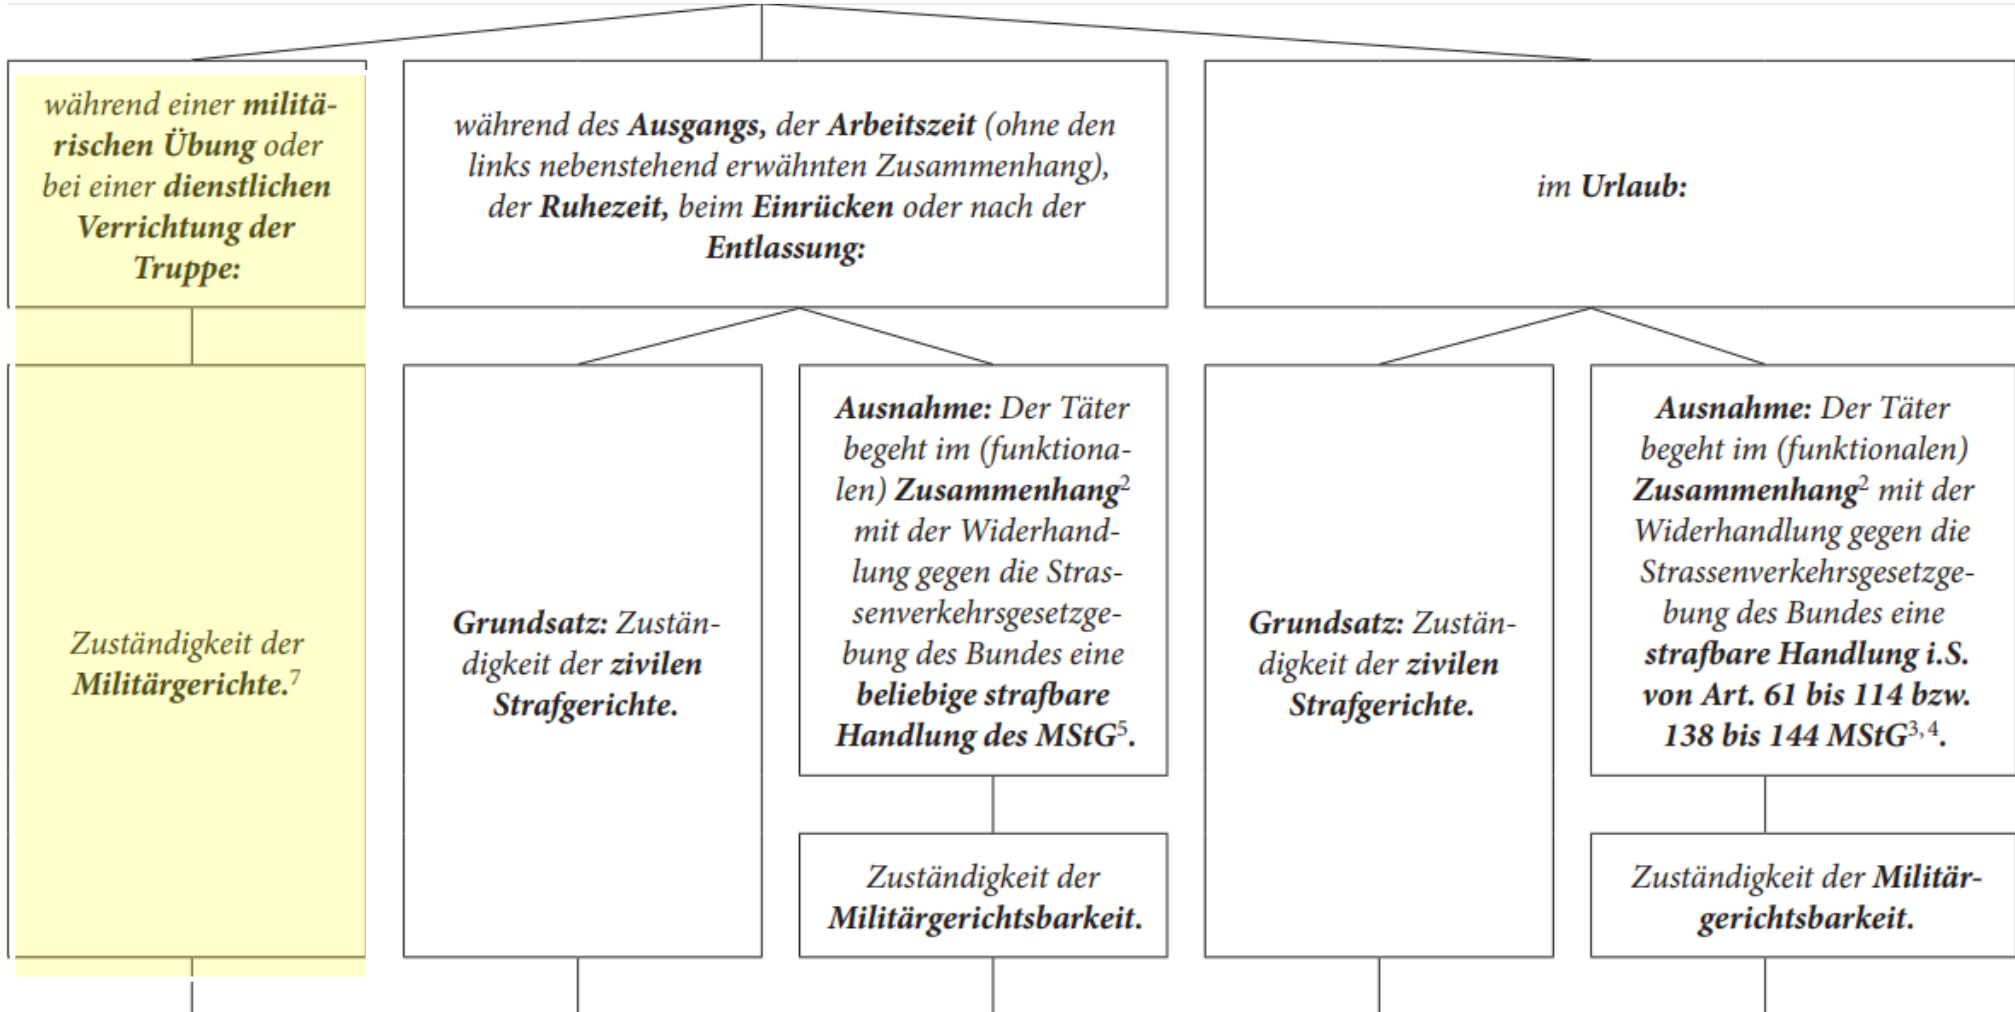 während einer militä-
rischen Übung oder
bei einer dienstlichen
Verrichtung der
Truppe:
während des Ausgangs, der Arbeitszeit (ohne den
links nebenstehend erwähnten Zusammenhang),
der Ruhezeit, beim Einrücken oder nach der
Entlassung:
im Urlaub:
Zuständigkeit der
Militärgerichte.7
Grundsatz: Zustän-
digkeit der zivilen
Strafgerichte.
Ausnahme: Der Täter
begeht im (funktiona-
len) Zusammenhang2
mit der Widerhand-
lung gegen die Stras-
senverkehrsgesetzge-
bung des Bundes eine
beliebige strafbare
Handlung des MStG5.
Zuständigkeit der
Militärgerichtsbarkeit.
Grundsatz: Zustän-
digkeit der zivilen
Strafgerichte.
Ausnahme: Der Täter
begeht im (funktionalen)
Zusammenhang2 mit der
Widerhandlung gegen die
Strassenverkehrsgesetzge-
bung des Bundes eine
strafbare Handlung i.S.
von Art. 61 bis 114 bzw.
138 bis 144 MStG3,4.
Zuständigkeit der Militär-
gerichtsbarkeit.